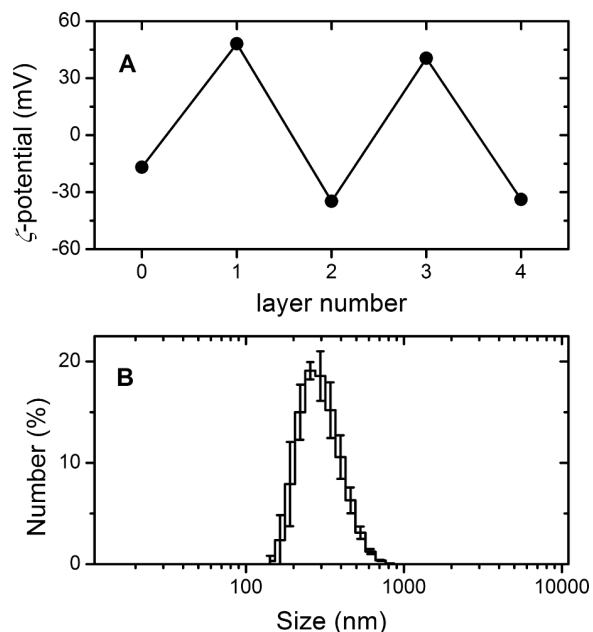 60
30
0
-30
-60
A
ζ-potential (mV)
0 1 2 3 4
layer number
20
10
0
B
Number (%)
100 1000 10000
Size (nm)